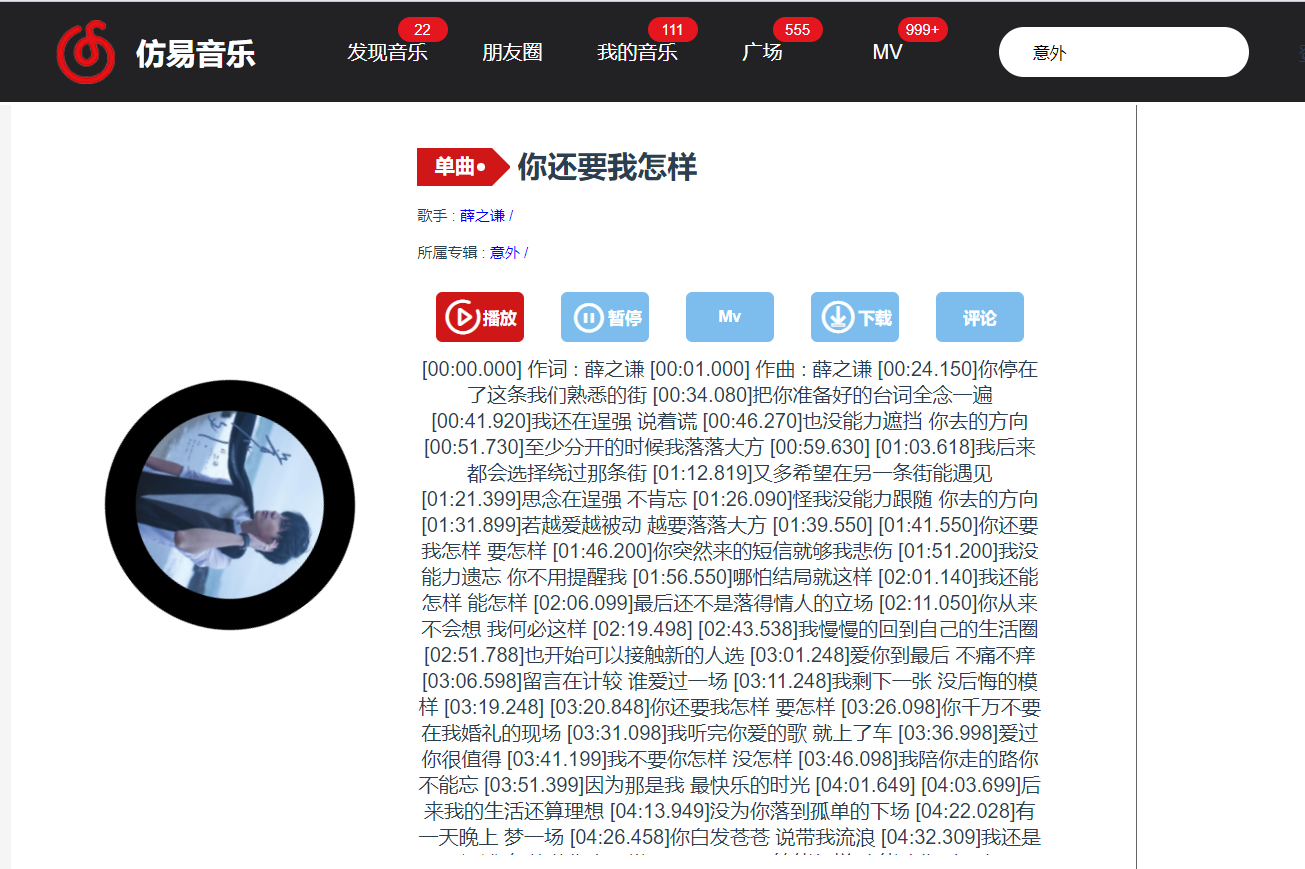 仿易音乐
发现音乐 22 朋友圈 我的音乐 111 广场 555 MV 999+ 意外
单曲• 你还要我怎样
歌手 : 薛之谦 /
所属专辑 : 意外 /
播放 暂停 Mv 下载 评论
[00:00.000] 作词 : 薛之谦 [00:01.000] 作曲 : 薛之谦 [00:24.150]你停在
了这条我们熟悉的街 [00:34.080]把你准备好的台词全念一遍
[00:41.920]我还在逞强 说着谎 [00:46.270]也没能力遮挡 你去的方向
[00:51.730]至少分开的时候我落落大方 [00:59.630] [01:03.618]我后来
都会选择绕过那条街 [01:12.819]又多希望在另一条街能遇见
[01:21.399]思念在逞强 不肯忘 [01:26.090]怪我没能力跟随 你去的方向
[01:31.899]若越爱越被动 越要落落大方 [01:39.550] [01:41.550]你还要
我怎样 要怎样 [01:46.200]你突然来的短信就够我悲伤 [01:51.200]我没
能力遗忘 你不用提醒我 [01:56.550]哪怕结局就这样 [02:01.140]我还能
怎样 能怎样 [02:06.099]最后还不是落得情人的立场 [02:11.050]你从来
不会想 我何必这样 [02:19.498] [02:43.538]我慢慢的回到自己的生活圈
[02:51.788]也开始可以接触新的人选 [03:01.248]爱你到最后 不痛不痒
[03:06.598]留言在计较 谁爱过一场 [03:11.248]我剩下一张 没后悔的模
样 [03:19.248] [03:20.848]你还要我怎样 要怎样 [03:26.098]你千万不要
在我婚礼的现场 [03:31.098]我听完你爱的歌 就上了车 [03:36.998]爱过
你很值得 [03:41.199]我不要你怎样 没怎样 [03:46.098]我陪你走的路你
不能忘 [03:51.399]因为那是我 最快乐的时光 [04:01.649] [04:03.699]后
来我的生活还算理想 [04:13.949]没为你落到孤单的下场 [04:22.028]有
一天晚上 梦一场 [04:26.458]你白发苍苍 说带我流浪 [04:32.309]我还是